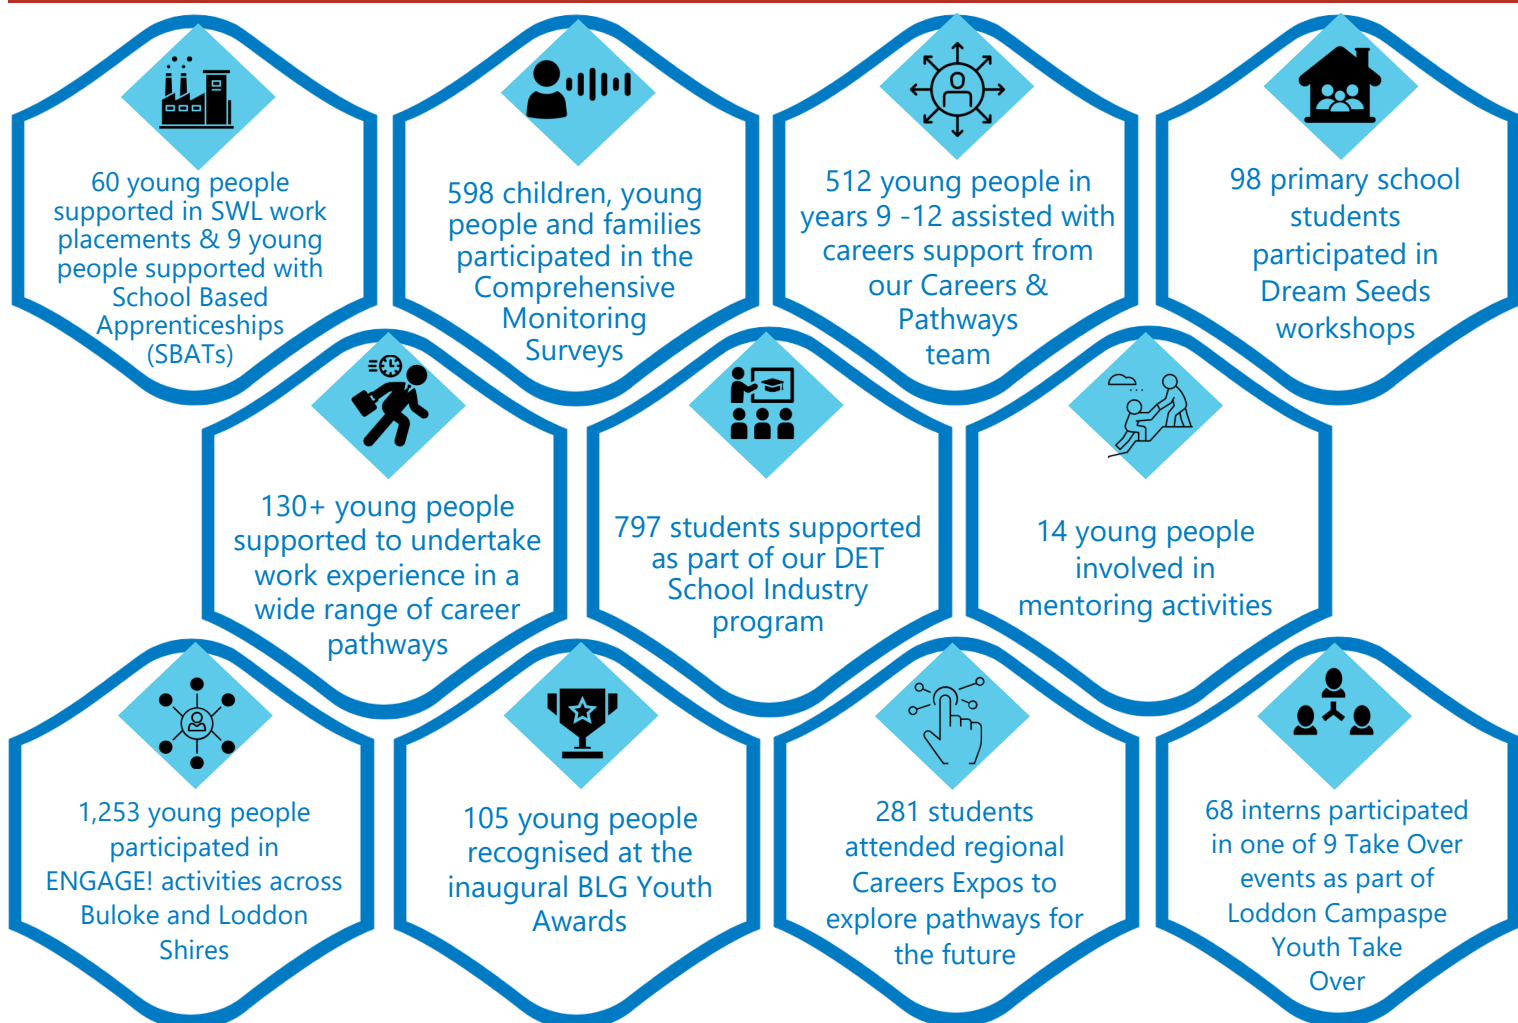 60 young people
supported in SWL work
placements & 9 young
people supported with
School Based
Apprenticeships
(SBATs)
598 children, young
people and families
participated in the
Comprehensive
Monitoring
Surveys
512 young people in
years 9 -12 assisted with
careers support from
our Careers &
Pathways
team
98 primary school
students
participated in
Dream Seeds
workshops
130+ young people
supported to undertake
work experience in a
wide range of career
pathways
797 students supported
as part of our DET
School Industry
program
14 young people
involved in
mentoring activities
1,253 young people
participated in
ENGAGE! activities across
Buloke and Loddon
Shires
105 young people
recognised at the
inaugural BLG Youth
Awards
281 students
attended regional
Careers Expos to
explore pathways for
the future
68 interns participated
in one of 9 Take Over
events as part of
Loddon Campaspe
Youth Take
Over